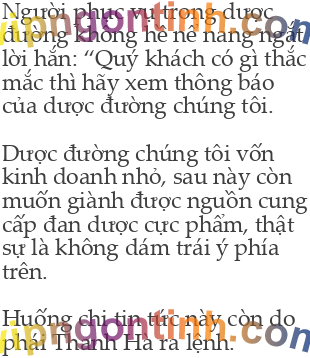 Người phục vụ trong dược
đường không hề nể nang ngắt
lời hắn: “Quý khách có gì thắc
mắc thì hãy xem thông báo
của dược đường chúng tôi.
Dược đường chúng tôi vốn
kinh doanh nhỏ, sau này còn
muốn giành được nguồn cung
cấp đan dược cực phẩm, thật
sự là không dám trái ý phía
trên.
Huống chi tin tức này còn do
phái Thanh Hà ra lệnh.
vipngontinh.com
vipngontinh.com